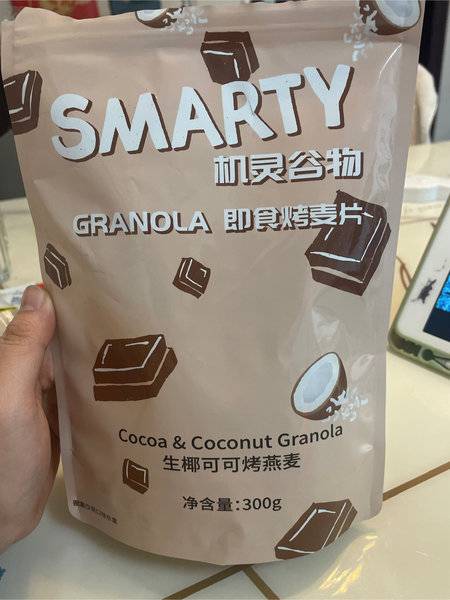 SMARTY
机灵谷物
GRANOLA 即食烤麦片
Cocoa & Coconut Granola
生椰可可烤燕麦
净含量:300g